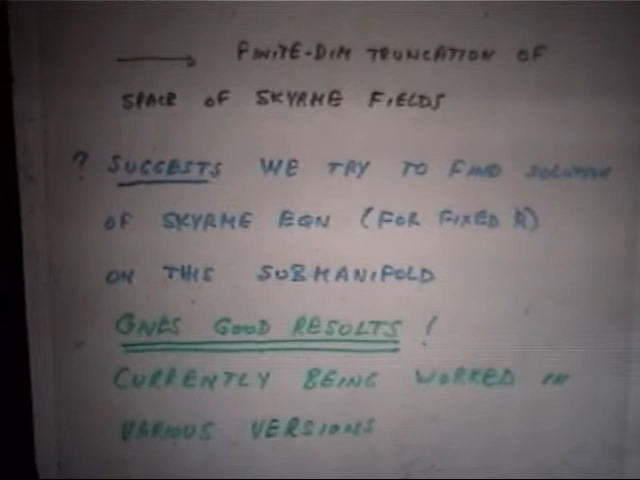 → FINITE-DIM TRUNCATION OF
SPACE OF SKYRME FIELDS
? SUGGESTS WE TRY TO FIND SOLUTION
OF SKYRME EQN (FOR FIXED R)
ON THIS SUBMANIFOLD
GIVES GOOD RESULTS !
CURRENTLY BEING WORKED IN
VARIOUS VERSIONS